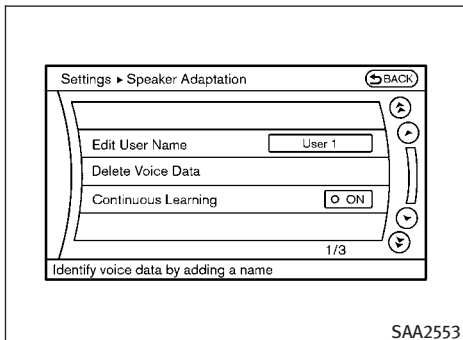 Settings ▸ Speaker Adaptation BACK
Edit User Name User 1
Delete Voice Data
Continuous Learning O ON
1/3
Identify voice data by adding a name
SAA2553